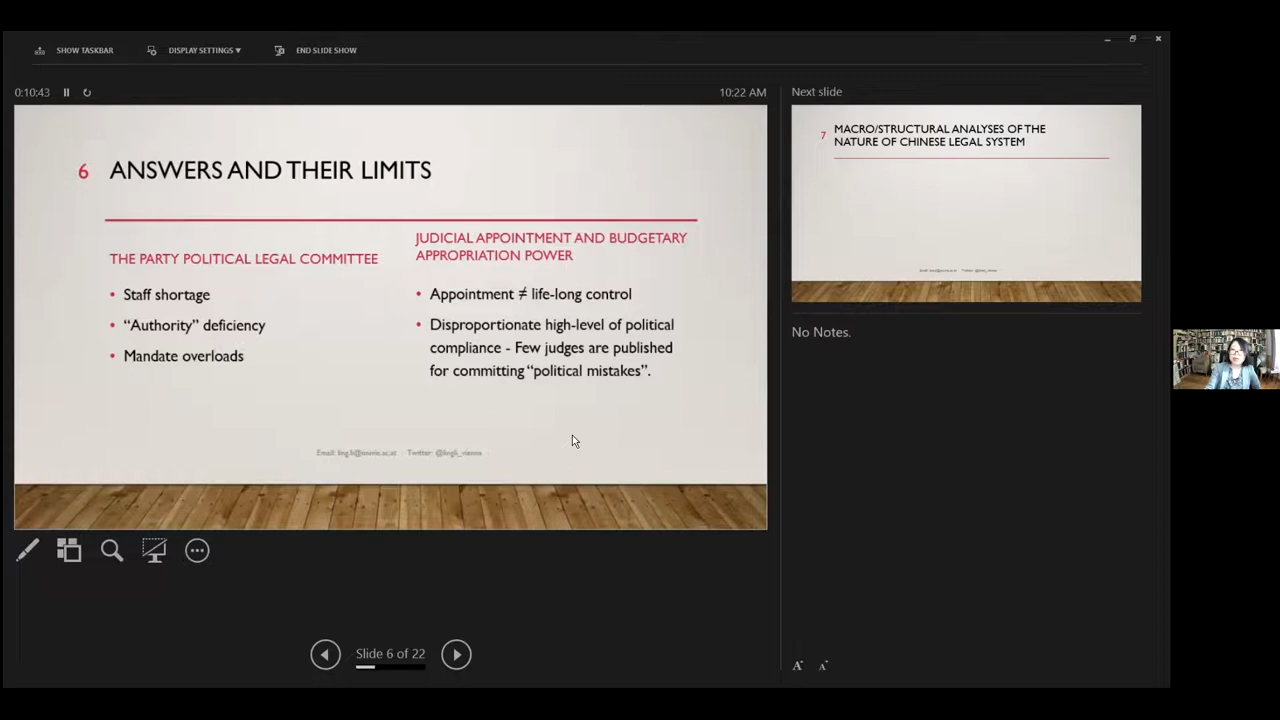 SHOW TASKBAR
DISPLAY SETTINGS ▾
END SLIDE SHOW
0:10:43
10:22 AM
6 ANSWERS AND THEIR LIMITS
THE PARTY POLITICAL LEGAL COMMITTEE
• Staff shortage
• “Authority” deficiency
• Mandate overloads
JUDICIAL APPOINTMENT AND BUDGETARY
APPROPRIATION POWER
• Appointment ≠ life-long control
• Disproportionate high-level of political
compliance - Few judges are published
for committing “political mistakes”.
Email: Twitter: @lingli_vienna
Slide 6 of 22
Next slide
7 MACRO/STRUCTURAL ANALYSES OF THE
NATURE OF CHINESE LEGAL SYSTEM
No Notes.
A A